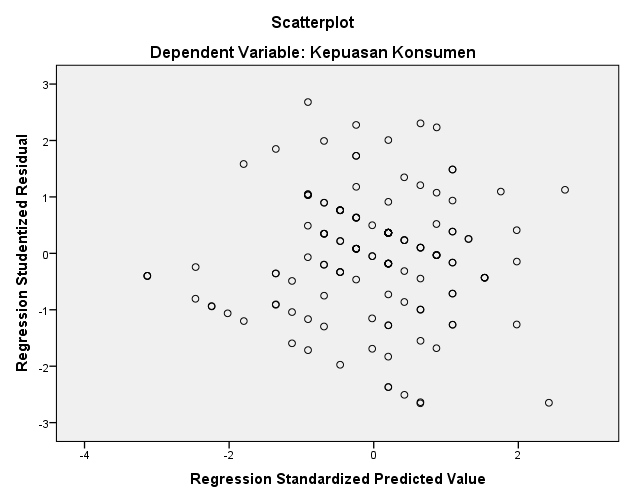 Scatterplot
Dependent Variable: Kepuasan Konsumen
Regression Studentized Residual
3
2
1
0
-1
-2
-3
-4
-2
0
2
Regression Standardized Predicted Value